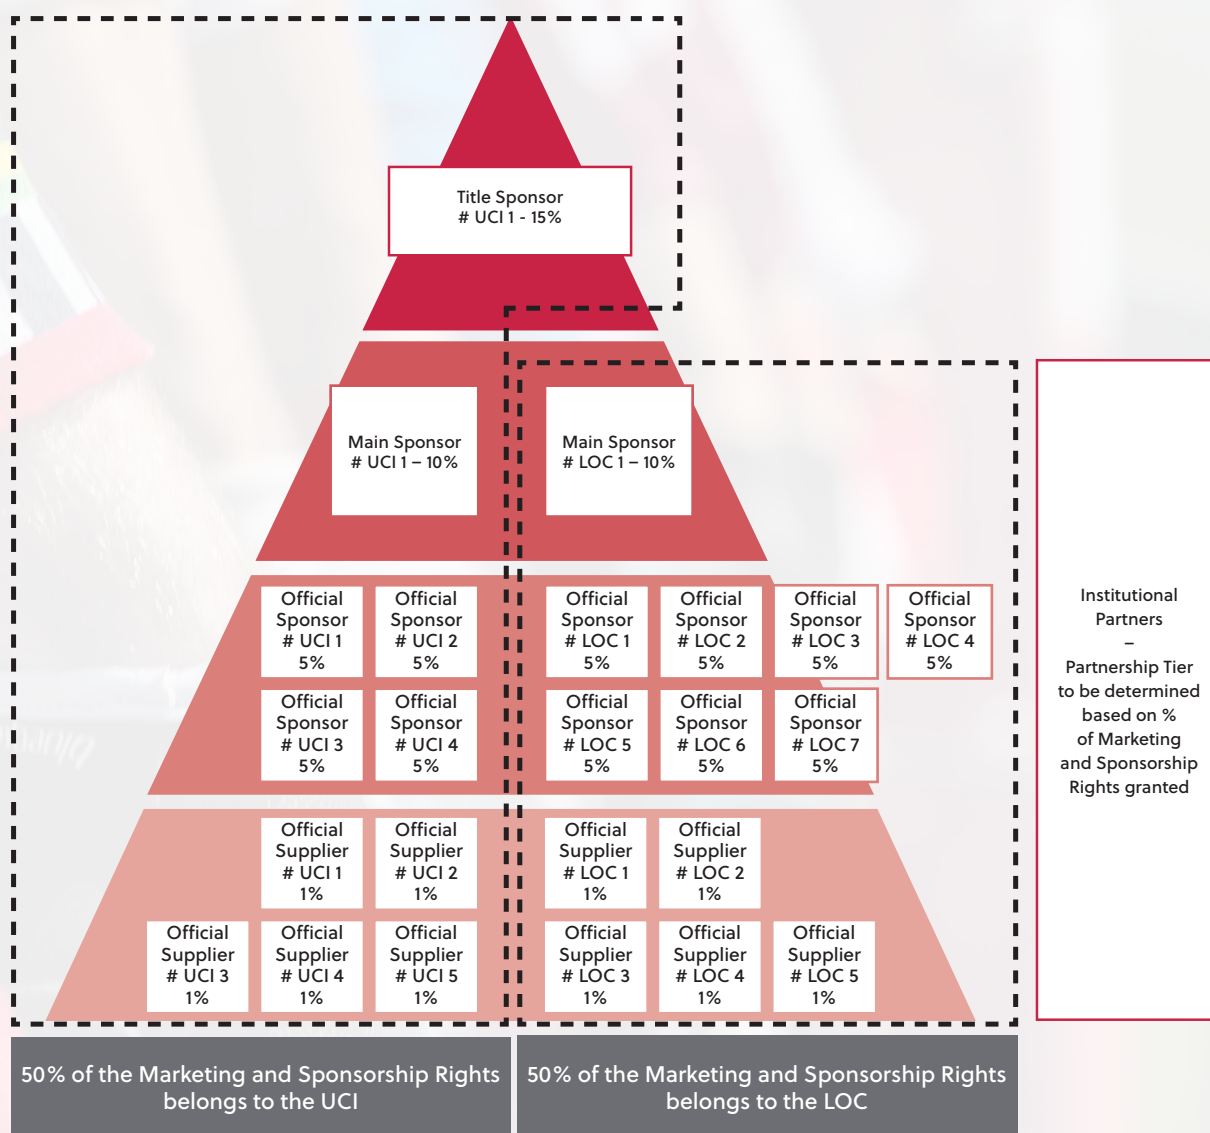 Title Sponsor
# UCI 1 - 15%
Main Sponsor
# UCI 1 – 10%
Main Sponsor
# LOC 1 – 10%
Official
Sponsor
# UCI 1
5%
Official
Sponsor
# UCI 2
5%
Official
Sponsor
# LOC 1
5%
Official
Sponsor
# LOC 2
5%
Official
Sponsor
# LOC 3
5%
Official
Sponsor
# LOC 4
5%
Official
Sponsor
# UCI 3
5%
Official
Sponsor
# UCI 4
5%
Official
Sponsor
# LOC 5
5%
Official
Sponsor
# LOC 6
5%
Official
Sponsor
# LOC 7
5%
Official
Supplier
# UCI 1
1%
Official
Supplier
# UCI 2
1%
Official
Supplier
# LOC 1
1%
Official
Supplier
# LOC 2
1%
Official
Supplier
# UCI 3
1%
Official
Supplier
# UCI 4
1%
Official
Supplier
# UCI 5
1%
Official
Supplier
# LOC 3
1%
Official
Supplier
# LOC 4
1%
Official
Supplier
# LOC 5
1%
Institutional
Partners
–
Partnership Tier
to be determined
based on %
of Marketing
and Sponsorship
Rights granted
50% of the Marketing and Sponsorship Rights
belongs to the UCI
50% of the Marketing and Sponsorship Rights
belongs to the LOC